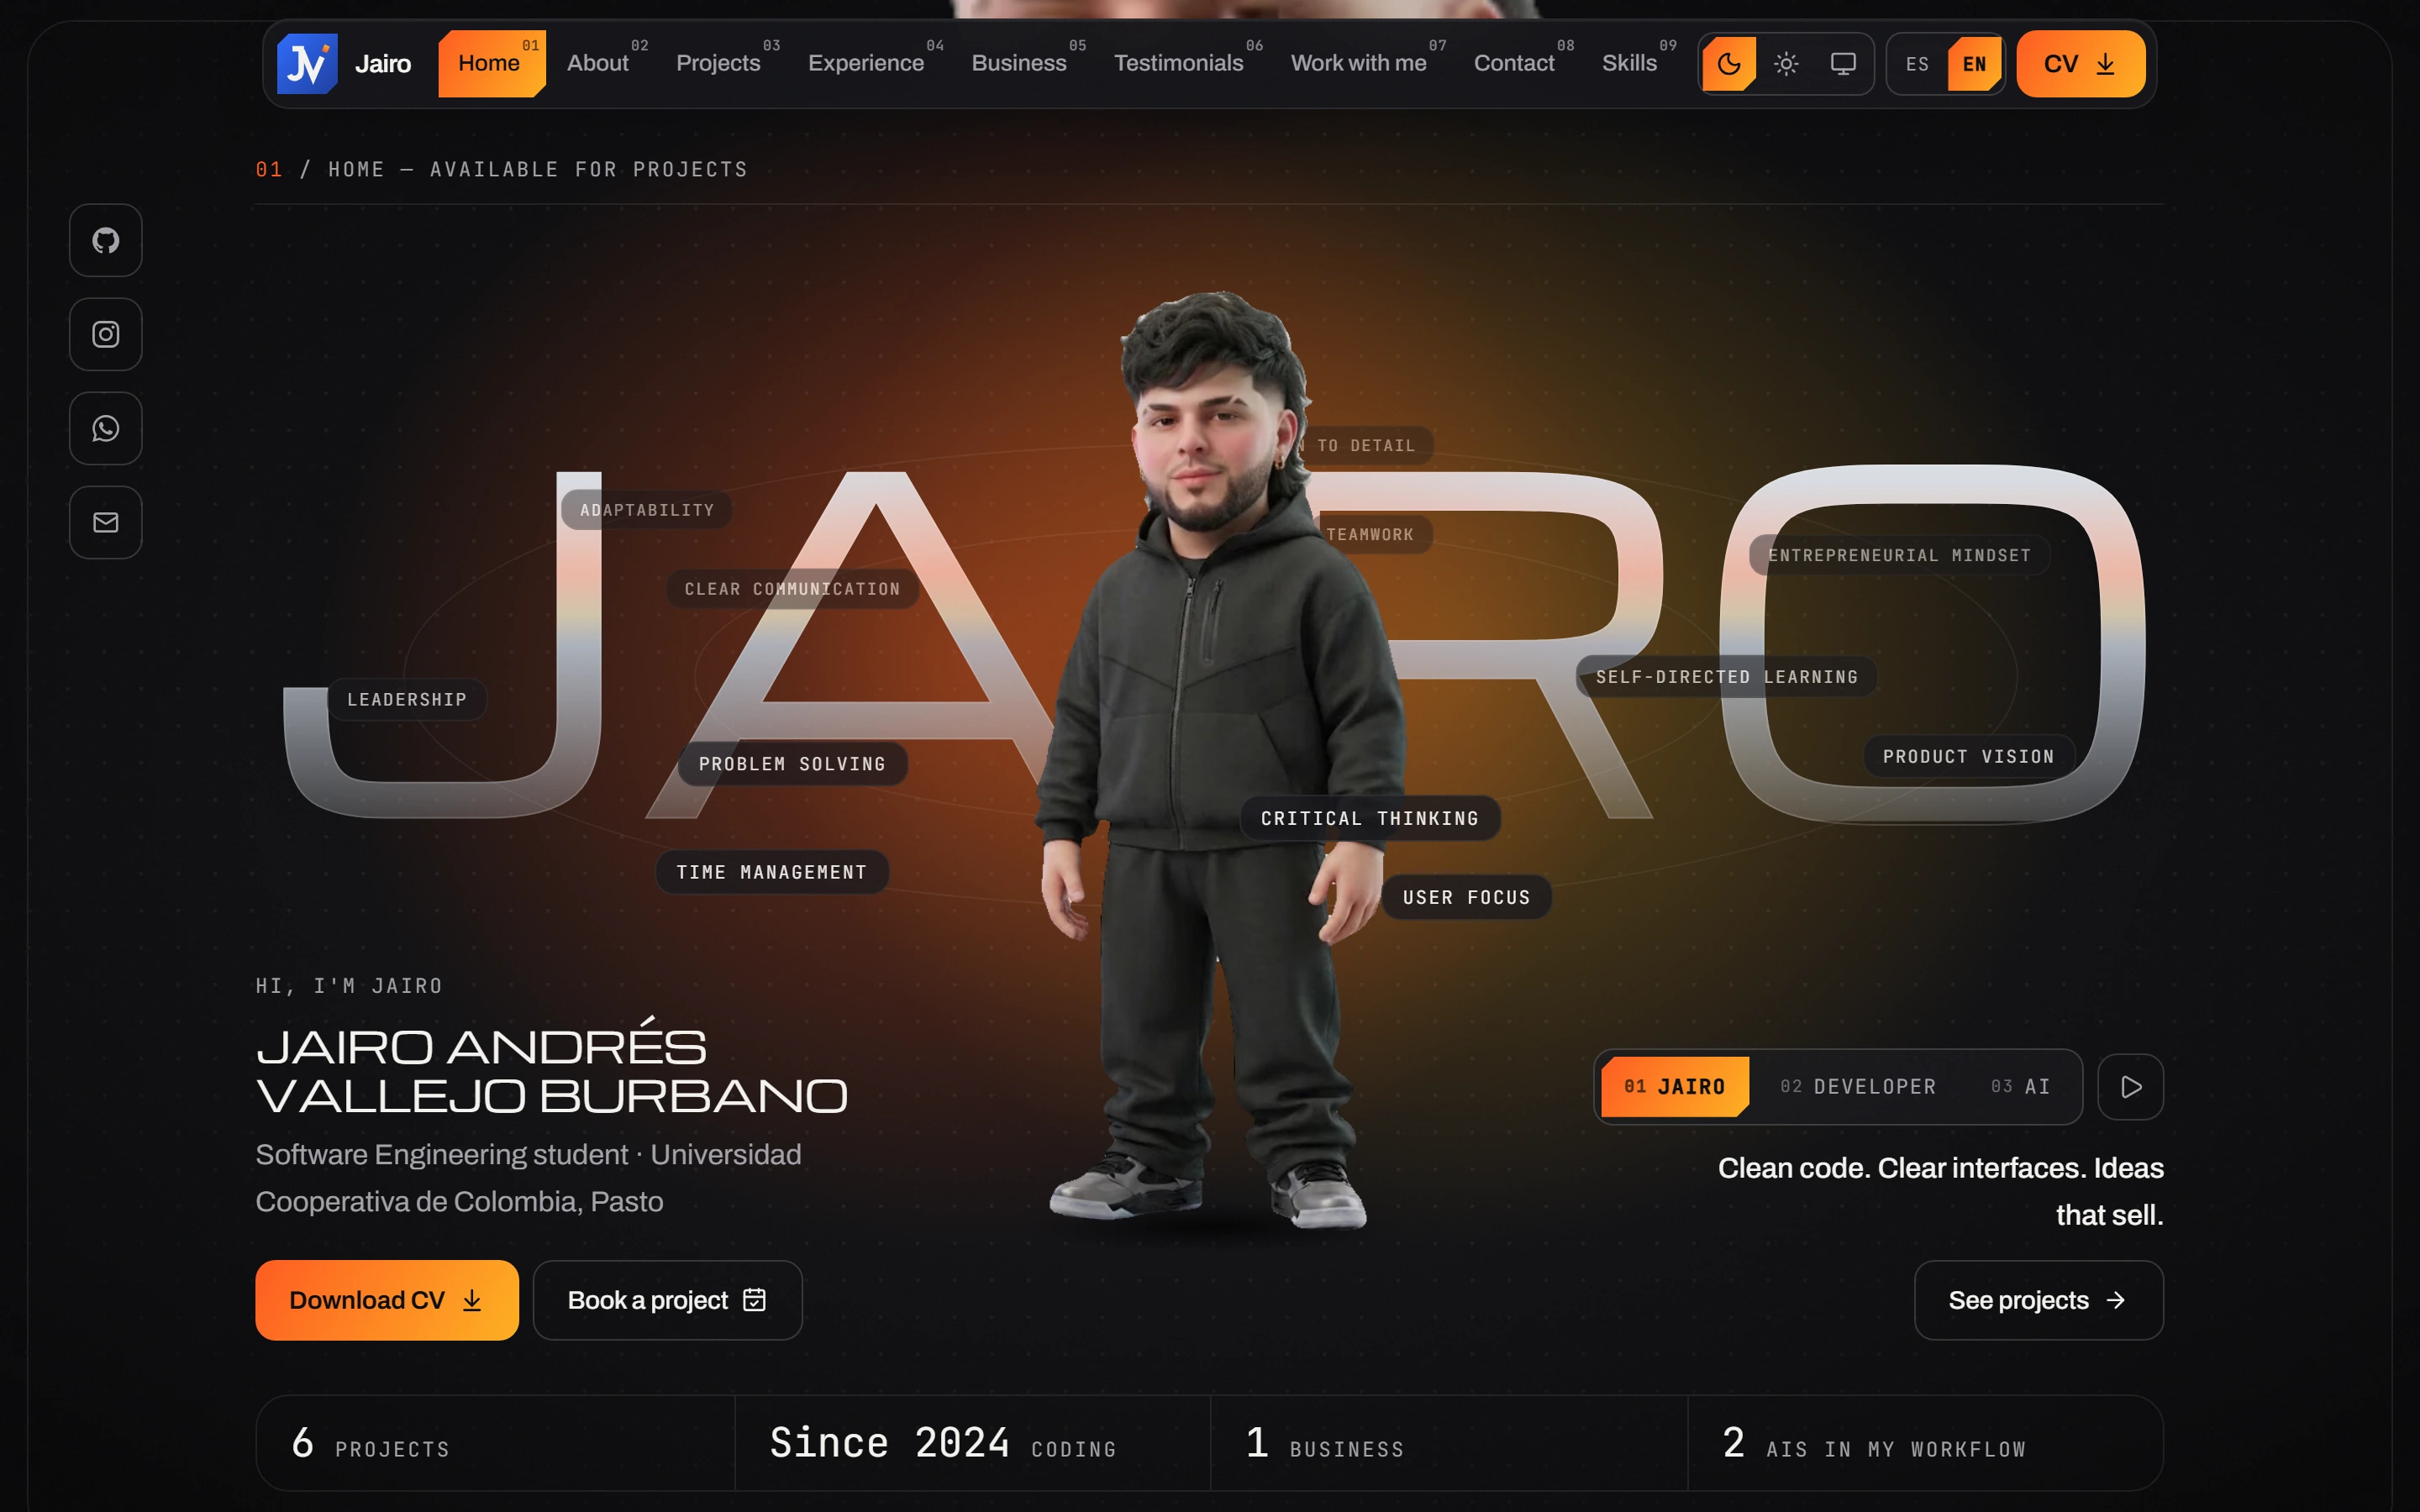 JV Jairo Home 01 About 02 Projects 03 Experience 04 Business 05 Testimonials 06 Work with me 07 Contact 08 Skills 09 ES EN CV
01 / HOME — AVAILABLE FOR PROJECTS
TO DETAIL
ADAPTABILITY
TEAMWORK
ENTREPRENEURIAL MINDSET
CLEAR COMMUNICATION
JA RO
SELF-DIRECTED LEARNING
LEADERSHIP
PRODUCT VISION
PROBLEM SOLVING
CRITICAL THINKING
TIME MANAGEMENT
USER FOCUS
HI, I'M JAIRO
JAIRO ANDRÉS
VALLEJO BURBANO
Software Engineering student · Universidad
Cooperativa de Colombia, Pasto
Download CV
Book a project
01 JAIRO 02 DEVELOPER 03 AI
Clean code. Clear interfaces. Ideas
that sell.
See projects
6 PROJECTS
Since 2024 CODING
1 BUSINESS
2 AIS IN MY WORKFLOW